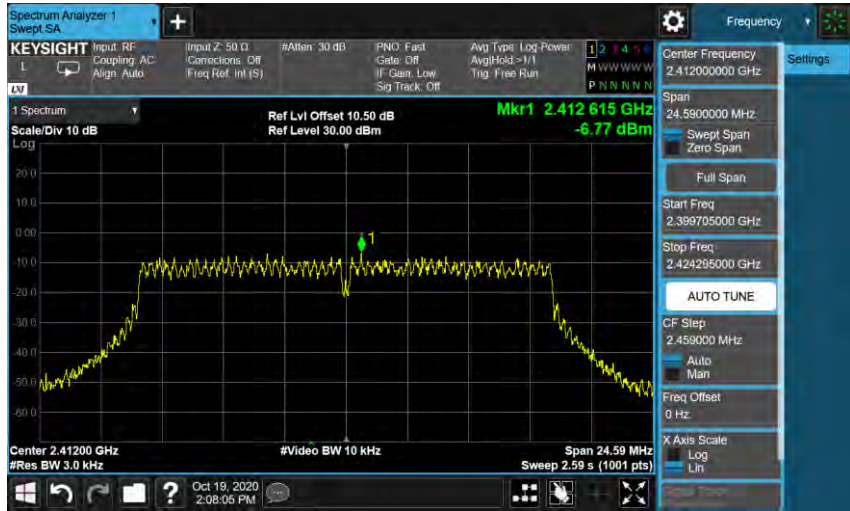 Spectrum Analyzer 1
Swept SA
Frequency
KEYSIGHT
L
LXI
Input: RF
Coupling: AC
Align: Auto
Input Z: 50 Ω
Corrections: Off
Freq Ref: Int (S)
#Atten: 30 dB
PNO: Fast
Gate: Off
IF Gain: Low
Sig Track: Off
Avg Type: Log-Power
Avg|Hold:>1/1
Trig: Free Run
1 2 3 4 5 6
M W W W W W
P N N N N N
1 Spectrum
Scale/Div 10 dB
Log
Ref Lvl Offset 10.50 dB
Ref Level 30.00 dBm
Mkr1 2.412 615 GHz
-6.77 dBm
20.0
10.0
0.00
-10.0
-20.0
-30.0
-40.0
-50.0
-60.0
1
Center 2.41200 GHz
#Res BW 3.0 kHz
#Video BW 10 kHz
Span 24.59 MHz
Sweep 2.59 s (1001 pts)
Center Frequency
2.412000000 GHz
Span
24.5900000 MHz
Swept Span
Zero Span
Full Span
Start Freq
2.399705000 GHz
Stop Freq
2.424295000 GHz
AUTO TUNE
CF Step
2.459000 MHz
Auto
Man
Freq Offset
0 Hz
X Axis Scale
Log
Lin
Settings
?
Oct 19, 2020
2:08:05 PM